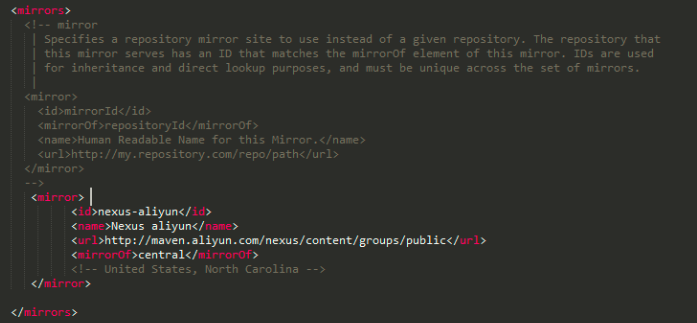 <mirrors>
<!-- mirror
| Specifies a repository mirror site to use instead of a given repository. The repository that
| this mirror serves has an ID that matches the mirrorOf element of this mirror. IDs are used
| for inheritance and direct lookup purposes, and must be unique across the set of mirrors.
|
<mirror>
<id>mirrorId</id>
<mirrorOf>repositoryId</mirrorOf>
<name>Human Readable Name for this Mirror.</name>
<url>http://my.repository.com/repo/path</url>
</mirror>
-->
<mirror>
<id>nexus-aliyun</id>
<name>Nexus aliyun</name>
<url>http://maven.aliyun.com/nexus/content/groups/public</url>
<mirrorOf>central</mirrorOf>
<!-- United States, North Carolina -->
</mirror>
</mirrors>